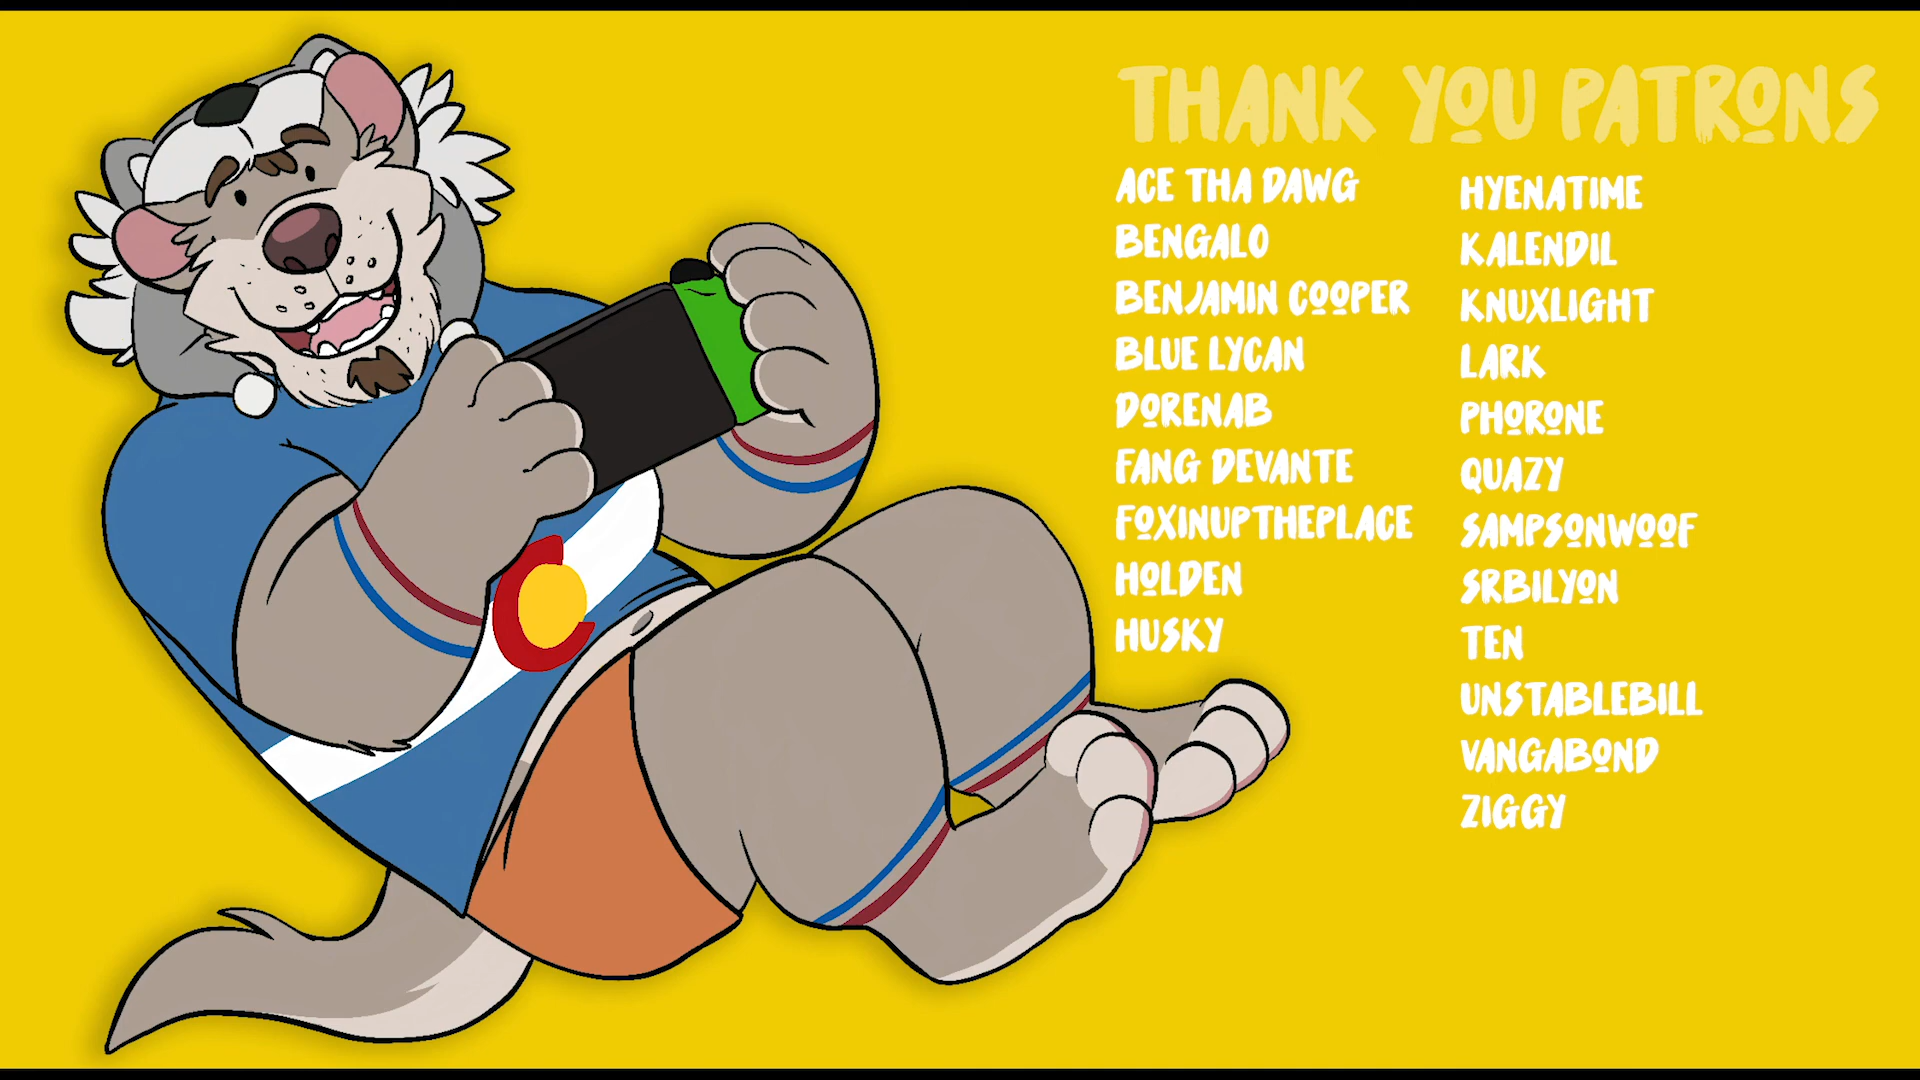 THANK YOU PATRONS
ACE THA DAWG
BENGALO
BENJAMIN COOPER
BLUE LYCAN
DORENAB
FANG DEVANTE
FOXINUPTHEPLACE
HOLDEN
HUSKY
HYENATIME
KALENDIL
KNUXLIGHT
LARK
PHORONE
QUAZY
SAMPSONWOOF
SRBILYON
TEN
UNSTABLEBILL
VANGABOND
ZIGGY